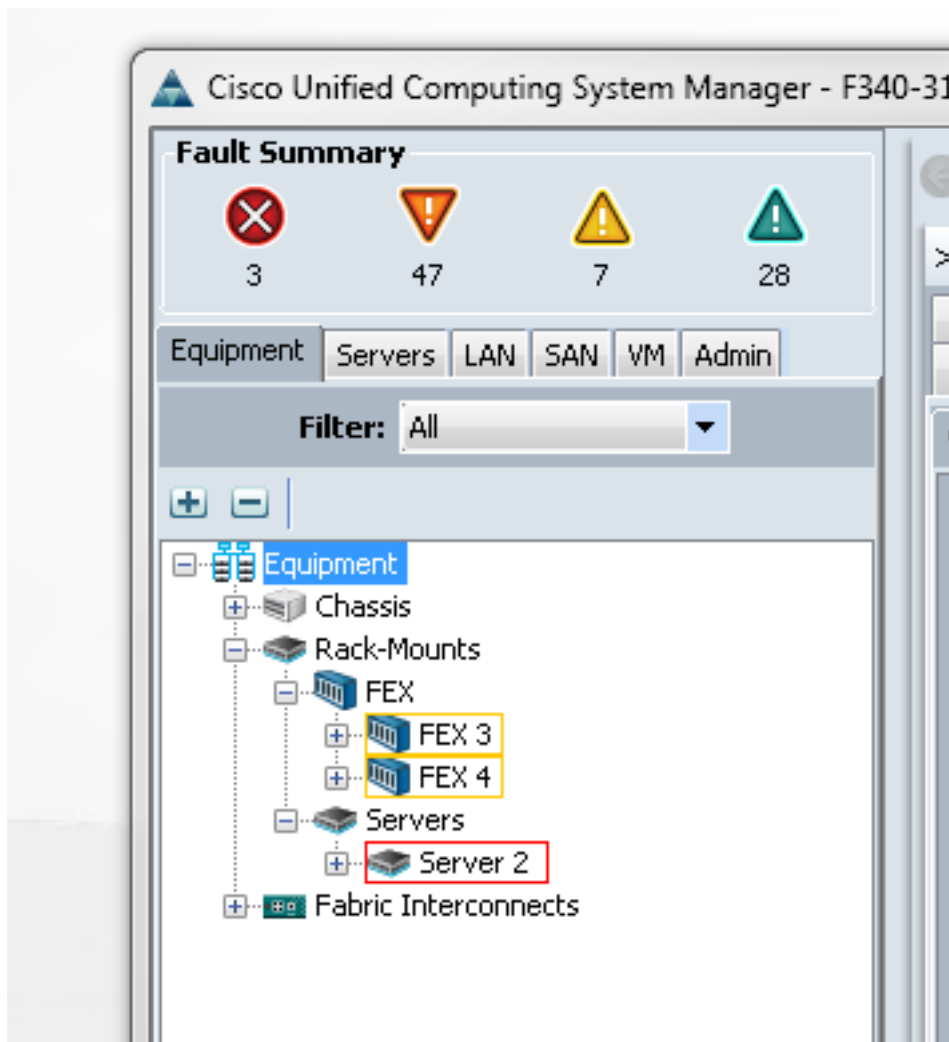 Cisco Unified Computing System Manager - F340-31
Fault Summary
3 47 7 28
Equipment Servers LAN SAN VM Admin
Filter: All
Equipment
Chassis
Rack-Mounts
FEX
FEX 3
FEX 4
Servers
Server 2
Fabric Interconnects